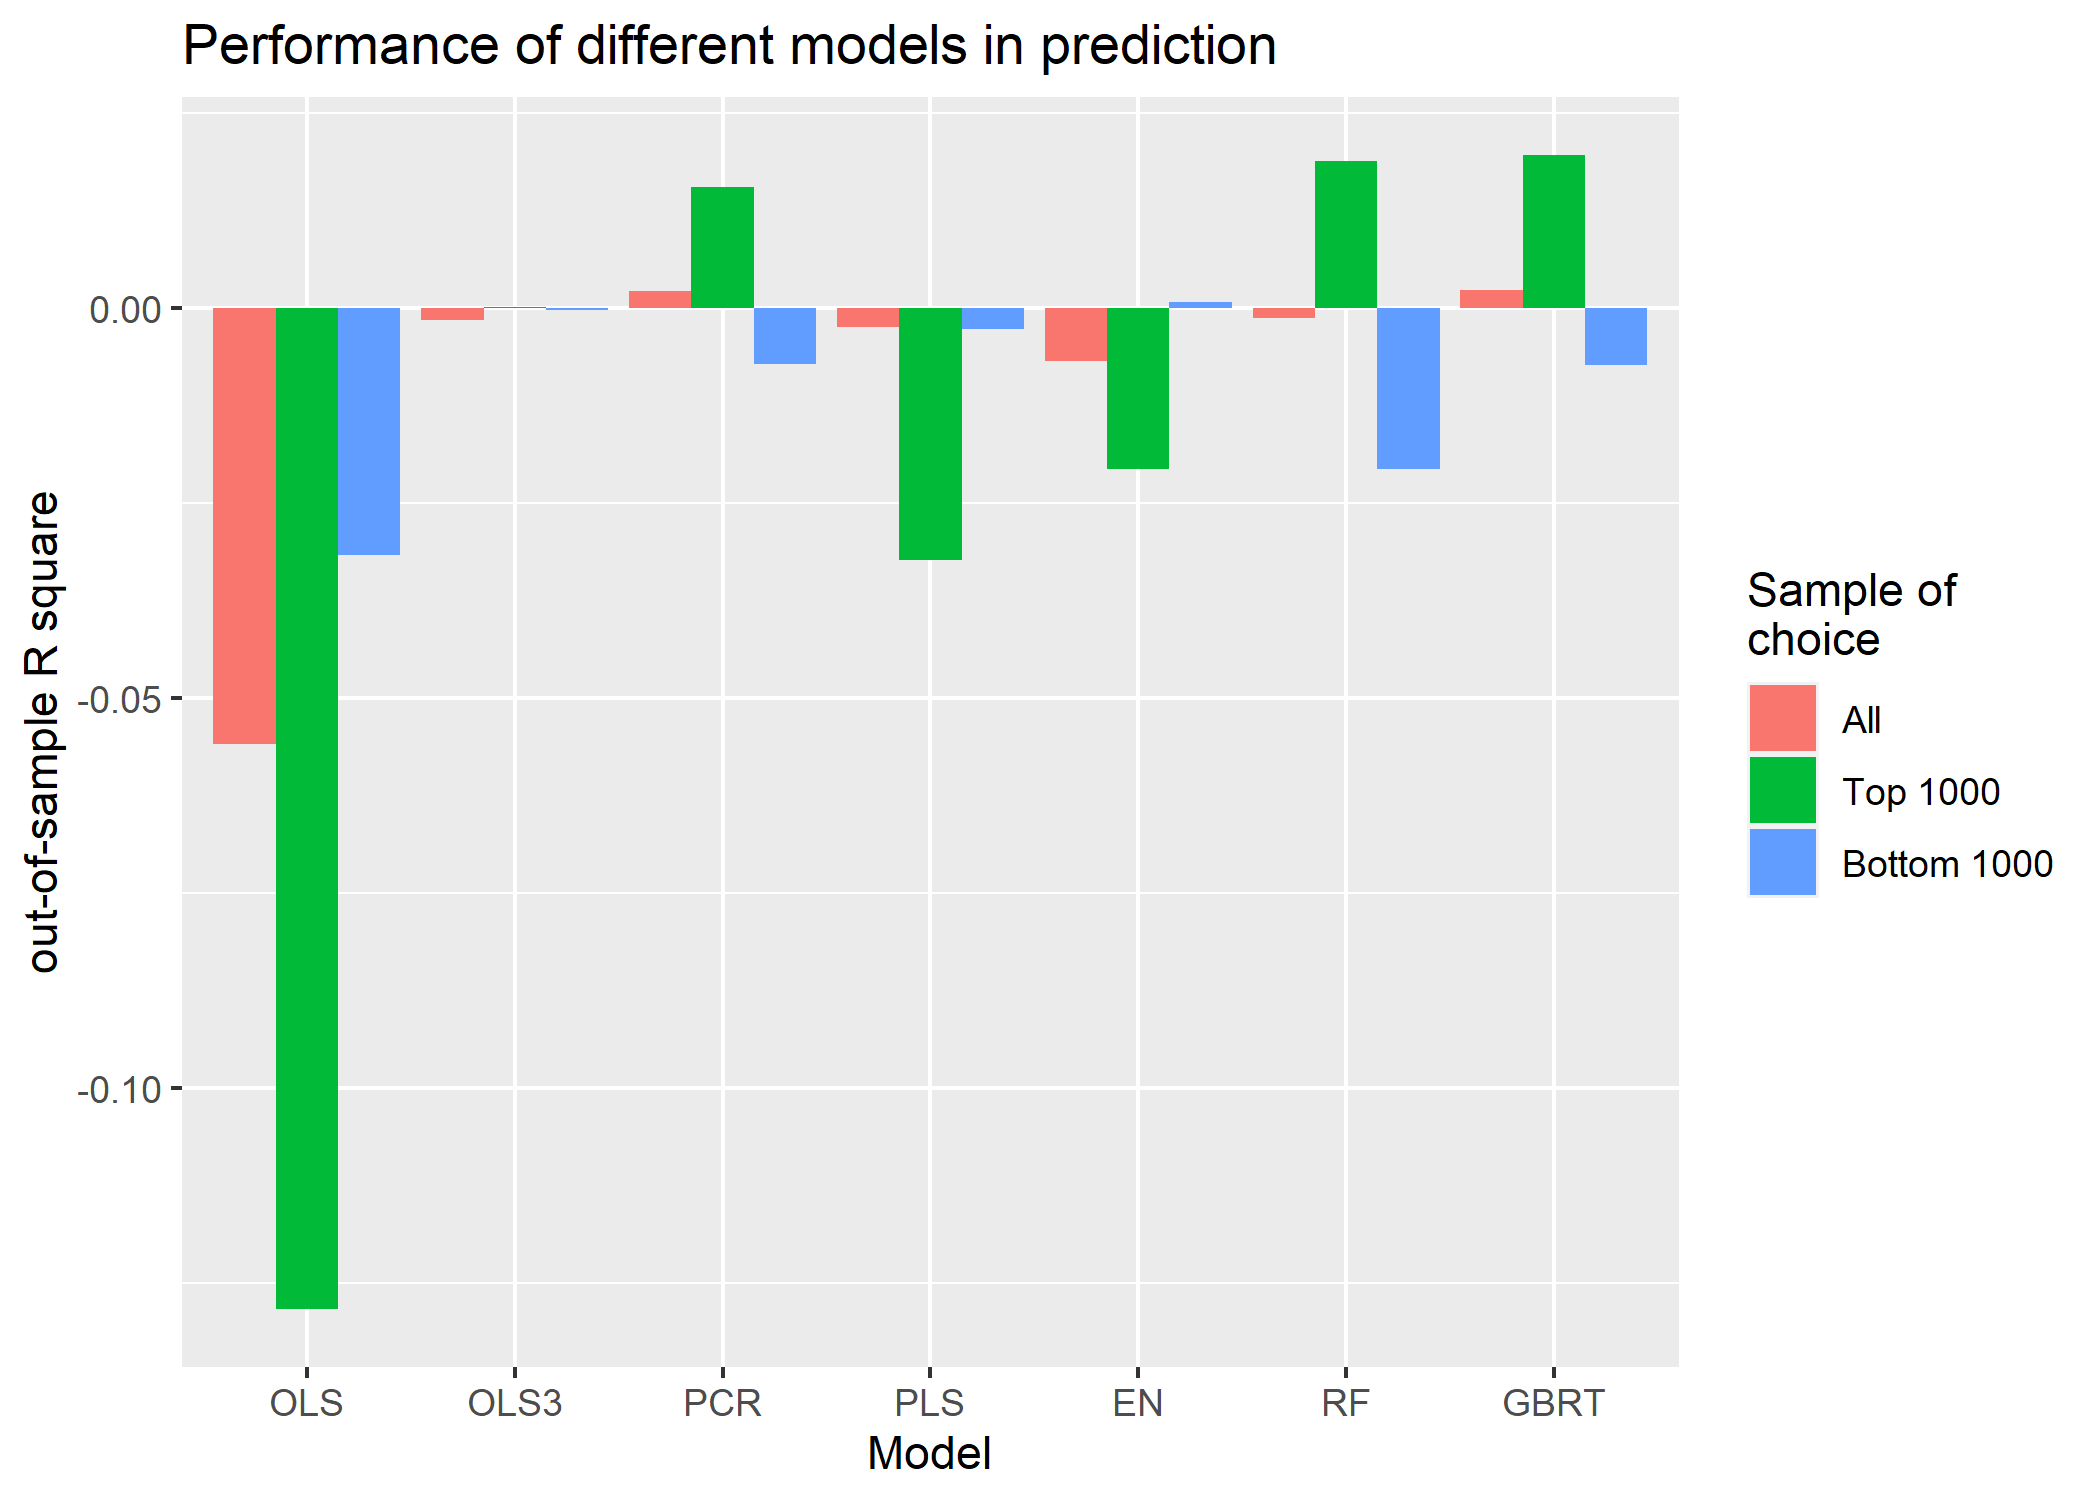 Performance of different models in prediction
out-of-sample R square
0.00
-0.05
-0.10
OLS
OLS3
PCR
PLS
EN
RF
GBRT
Model
Sample of
choice
All
Top 1000
Bottom 1000